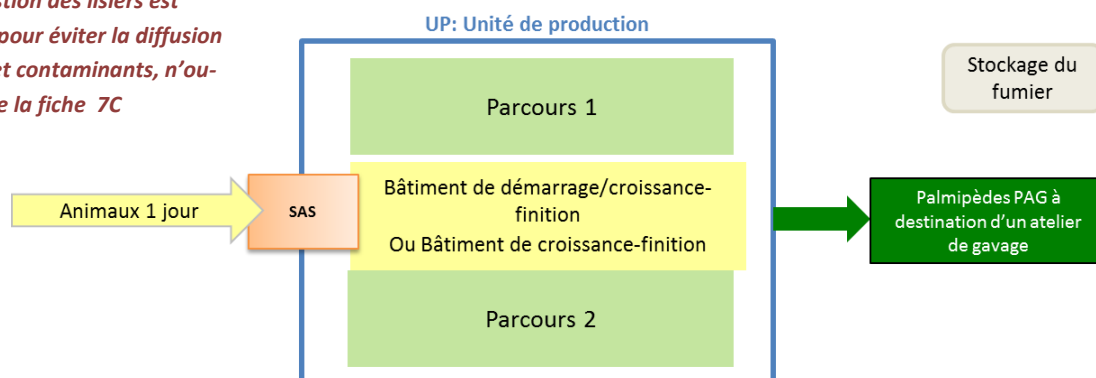 stion des lisiers est
pour éviter la diffusion
et contaminants, n'ou-
e la fiche 7C
UP: Unité de production
Parcours 1
Stockage du
fumier
Animaux 1 jour
SAS
Bâtiment de démarrage/croissance-
finition
Ou Bâtiment de croissance-finition
Palmipèdes PAG à
destination d'un atelier
de gavage
Parcours 2